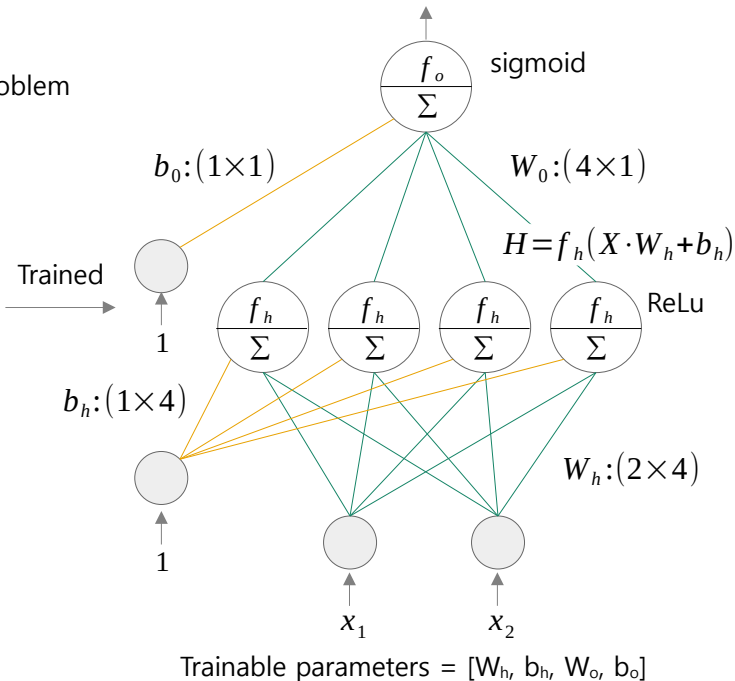 f_o
Σ
sigmoid
oblem
b_0:(1×1)
W_0:(4×1)
H=f_h(X·W_h+b_h)
Trained
f_h
Σ
f_h
Σ
f_h
Σ
f_h
Σ
ReLu
1
b_h:(1×4)
W_h:(2×4)
1
x_1
x_2
Trainable parameters = [W_h, b_h, W_o, b_o]